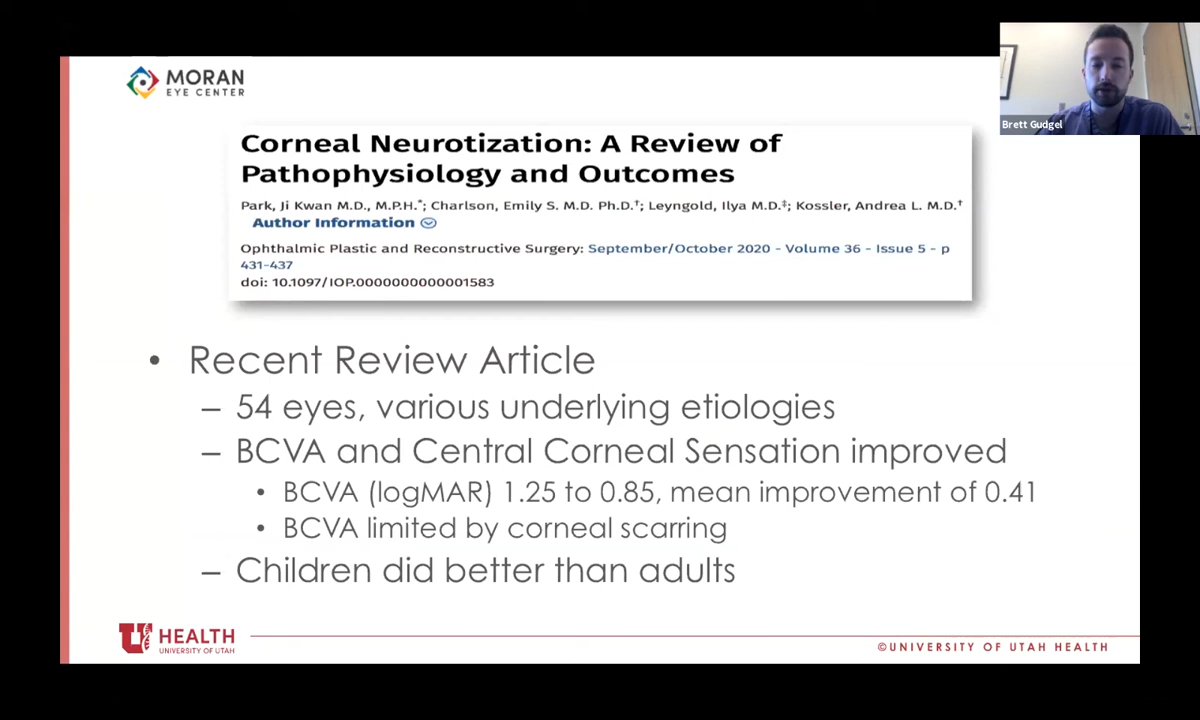 MORAN
EYE CENTER
Brett Gudgel
Corneal Neurotization: A Review of
Pathophysiology and Outcomes
Park, Ji Kwan M.D., M.P.H.*; Charlson, Emily S. M.D. Ph.D.†; Leyngold, Ilya M.D.‡; Kossler, Andrea L. M.D.†
Author Information
Ophthalmic Plastic and Reconstructive Surgery: September/October 2020 - Volume 36 - Issue 5 - p
431-437
doi: 10.1097/IOP.0000000000001583
• Recent Review Article
– 54 eyes, various underlying etiologies
– BCVA and Central Corneal Sensation improved
• BCVA (logMAR) 1.25 to 0.85, mean improvement of 0.41
• BCVA limited by corneal scarring
– Children did better than adults
U HEALTH
UNIVERSITY OF UTAH
©UNIVERSITY OF UTAH HEALTH